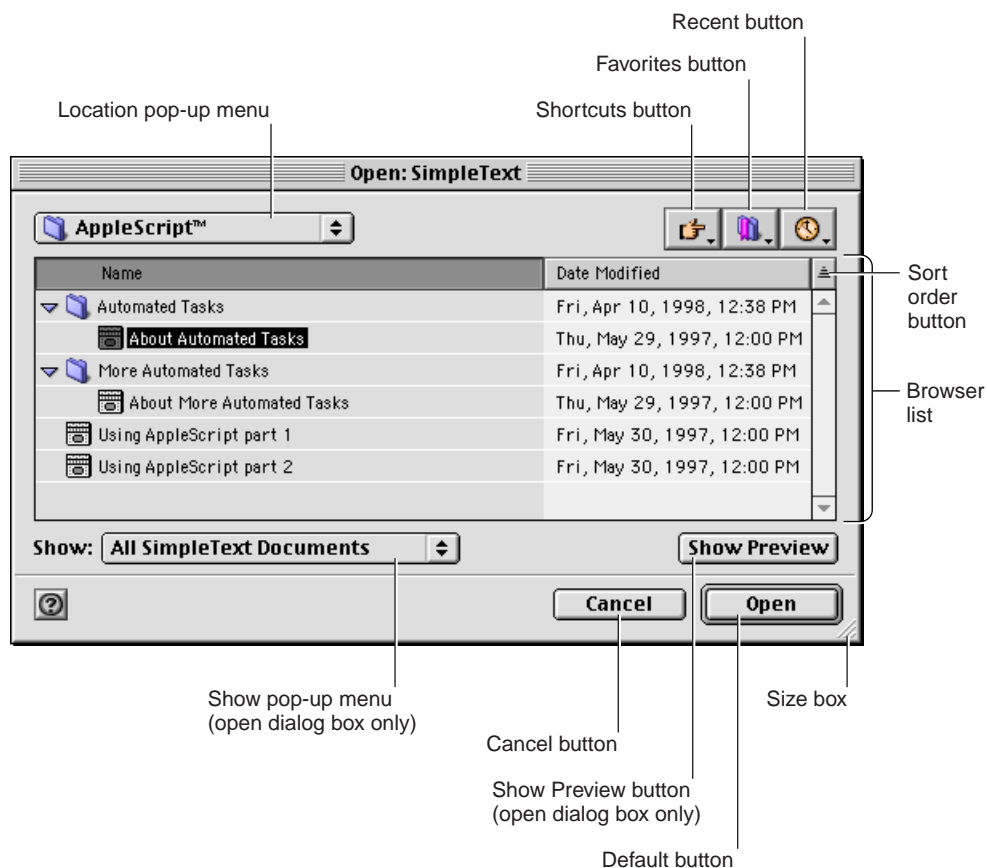 Recent button
Favorites button
Location pop-up menu
Shortcuts button
Open: SimpleText
AppleScript™
Name
Date Modified
Sort
order
button
Automated Tasks
Fri, Apr 10, 1998, 12:38 PM
About Automated Tasks
Thu, May 29, 1997, 12:00 PM
More Automated Tasks
Fri, Apr 10, 1998, 12:38 PM
Browser
list
About More Automated Tasks
Thu, May 29, 1997, 12:00 PM
Using AppleScript part 1
Fri, May 30, 1997, 12:00 PM
Using AppleScript part 2
Fri, May 30, 1997, 12:00 PM
Show: All SimpleText Documents
Show Preview
?
Cancel
Open
Show pop-up menu
(open dialog box only)
Size box
Cancel button
Show Preview button
(open dialog box only)
Default button